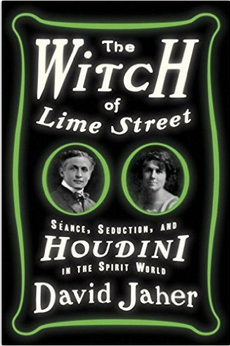 The
WiTCH
of
Lime Street
Séance, Seduction, and
HOUDINI
in the Spirit World
David Jaher